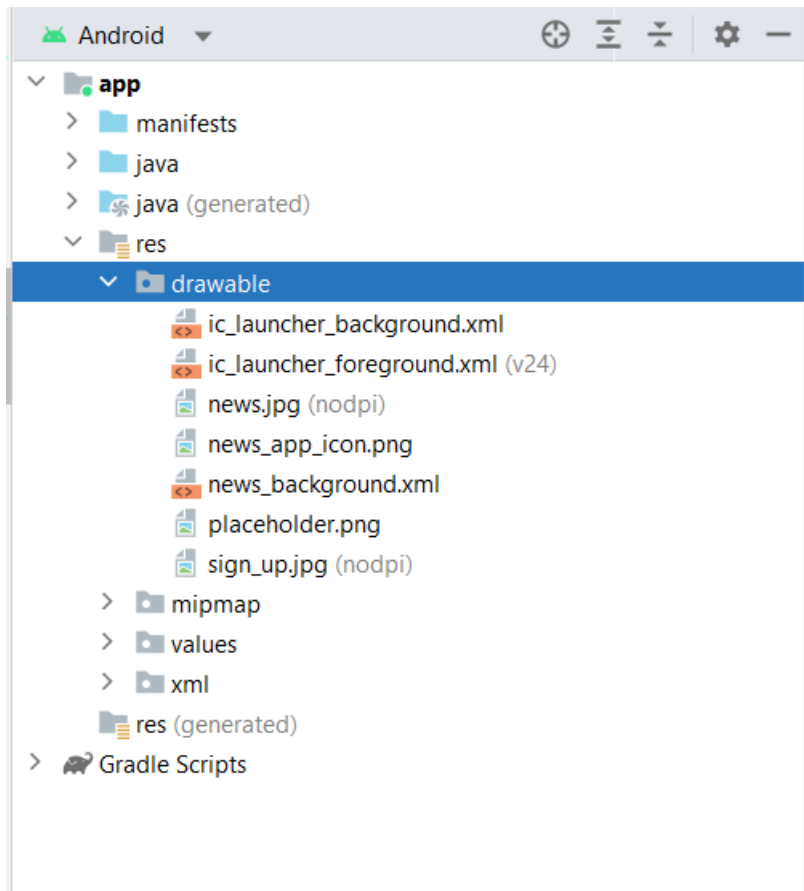 Android
app
manifests
java
java (generated)
res
drawable
ic_launcher_background.xml
ic_launcher_foreground.xml (v24)
news.jpg (nodpi)
news_app_icon.png
news_background.xml
placeholder.png
sign_up.jpg (nodpi)
mipmap
values
xml
res (generated)
Gradle Scripts